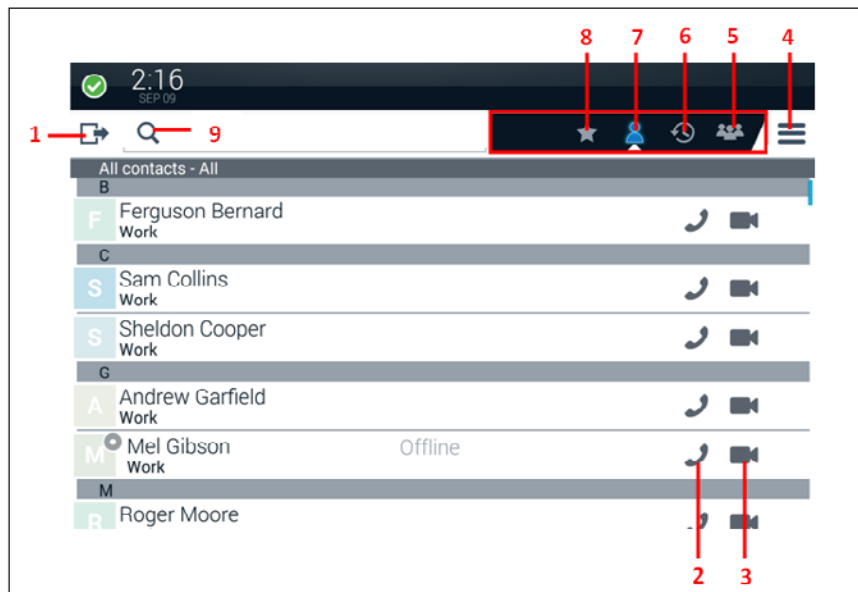 8 7 6 5 4
2:16
SEP 09
1 9
All contacts - All
B
F Ferguson Bernard
Work
C
S Sam Collins
Work
S Sheldon Cooper
Work
G
A Andrew Garfield
Work
M Mel Gibson Offline
Work
M
R Roger Moore
2 3